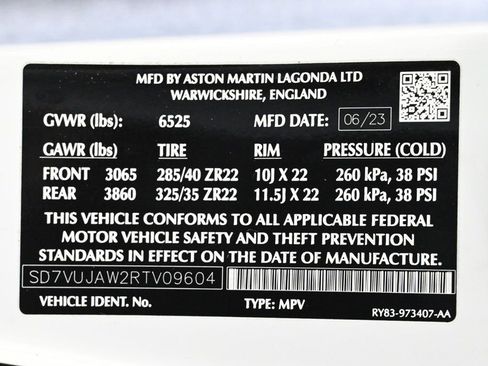 MFD BY ASTON MARTIN LAGONDA LTD
WARWICKSHIRE, ENGLAND
GVWR (lbs): 6525 MFD DATE: 06/23
GAWR (lbs) TIRE RIM PRESSURE (COLD)
FRONT 3065 285/40 ZR22 10J X 22 260 kPa, 38 PSI
REAR 3860 325/35 ZR22 11.5J X 22 260 kPa, 38 PSI
THIS VEHICLE CONFORMS TO ALL APPLICABLE FEDERAL
MOTOR VEHICLE SAFETY AND THEFT PREVENTION
STANDARDS IN EFFECT ON THE DATE OF MANUFACTURE.
SD7VUJAW2RTV09604
VEHICLE IDENT. No. TYPE: MPV RY83-973407-AA